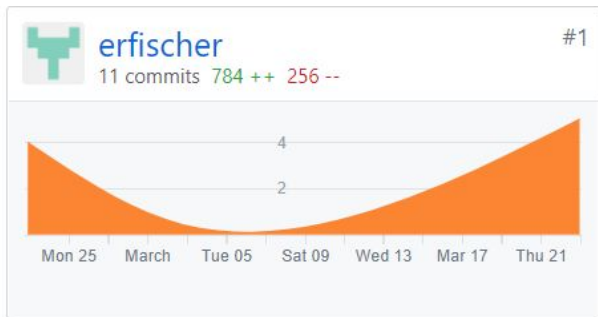 erfischer
#1
11 commits 784 ++ 256 --
4
2
Mon 25 March Tue 05 Sat 09 Wed 13 Mar 17 Thu 21